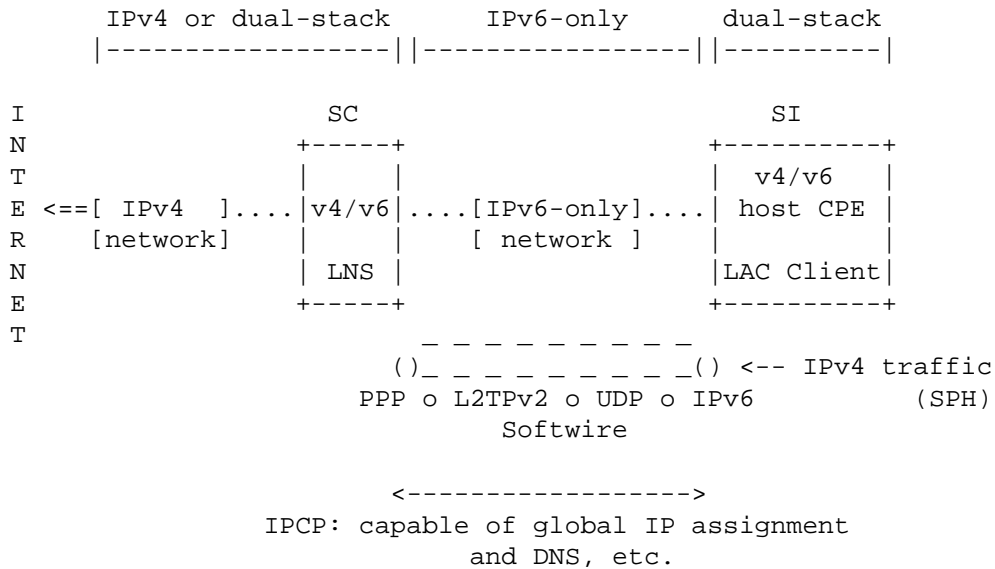 IPv4 or dual-stack      IPv6-only      dual-stack
     |------------------||-----------------||----------|

I                   SC                         SI
N                 +-----+                  +----------+
T                 |     |                  |  v4/v6   |
E <==[ IPv4  ]....|v4/v6|....[IPv6-only]....| host CPE |
R    [network]    |     |    [ network ]   |          |
N                 | LNS |                  |LAC Client|
E                 +-----+                  +----------+
T                         _ _ _ _ _ _ _ _ _
                        ()_ _ _ _ _ _ _ _ _() <-- IPv4 traffic
                      PPP o L2TPv2 o UDP o IPv6         (SPH)
                               Softwire

                        <------------------>
                 IPCP: capable of global IP assignment
                             and DNS, etc.